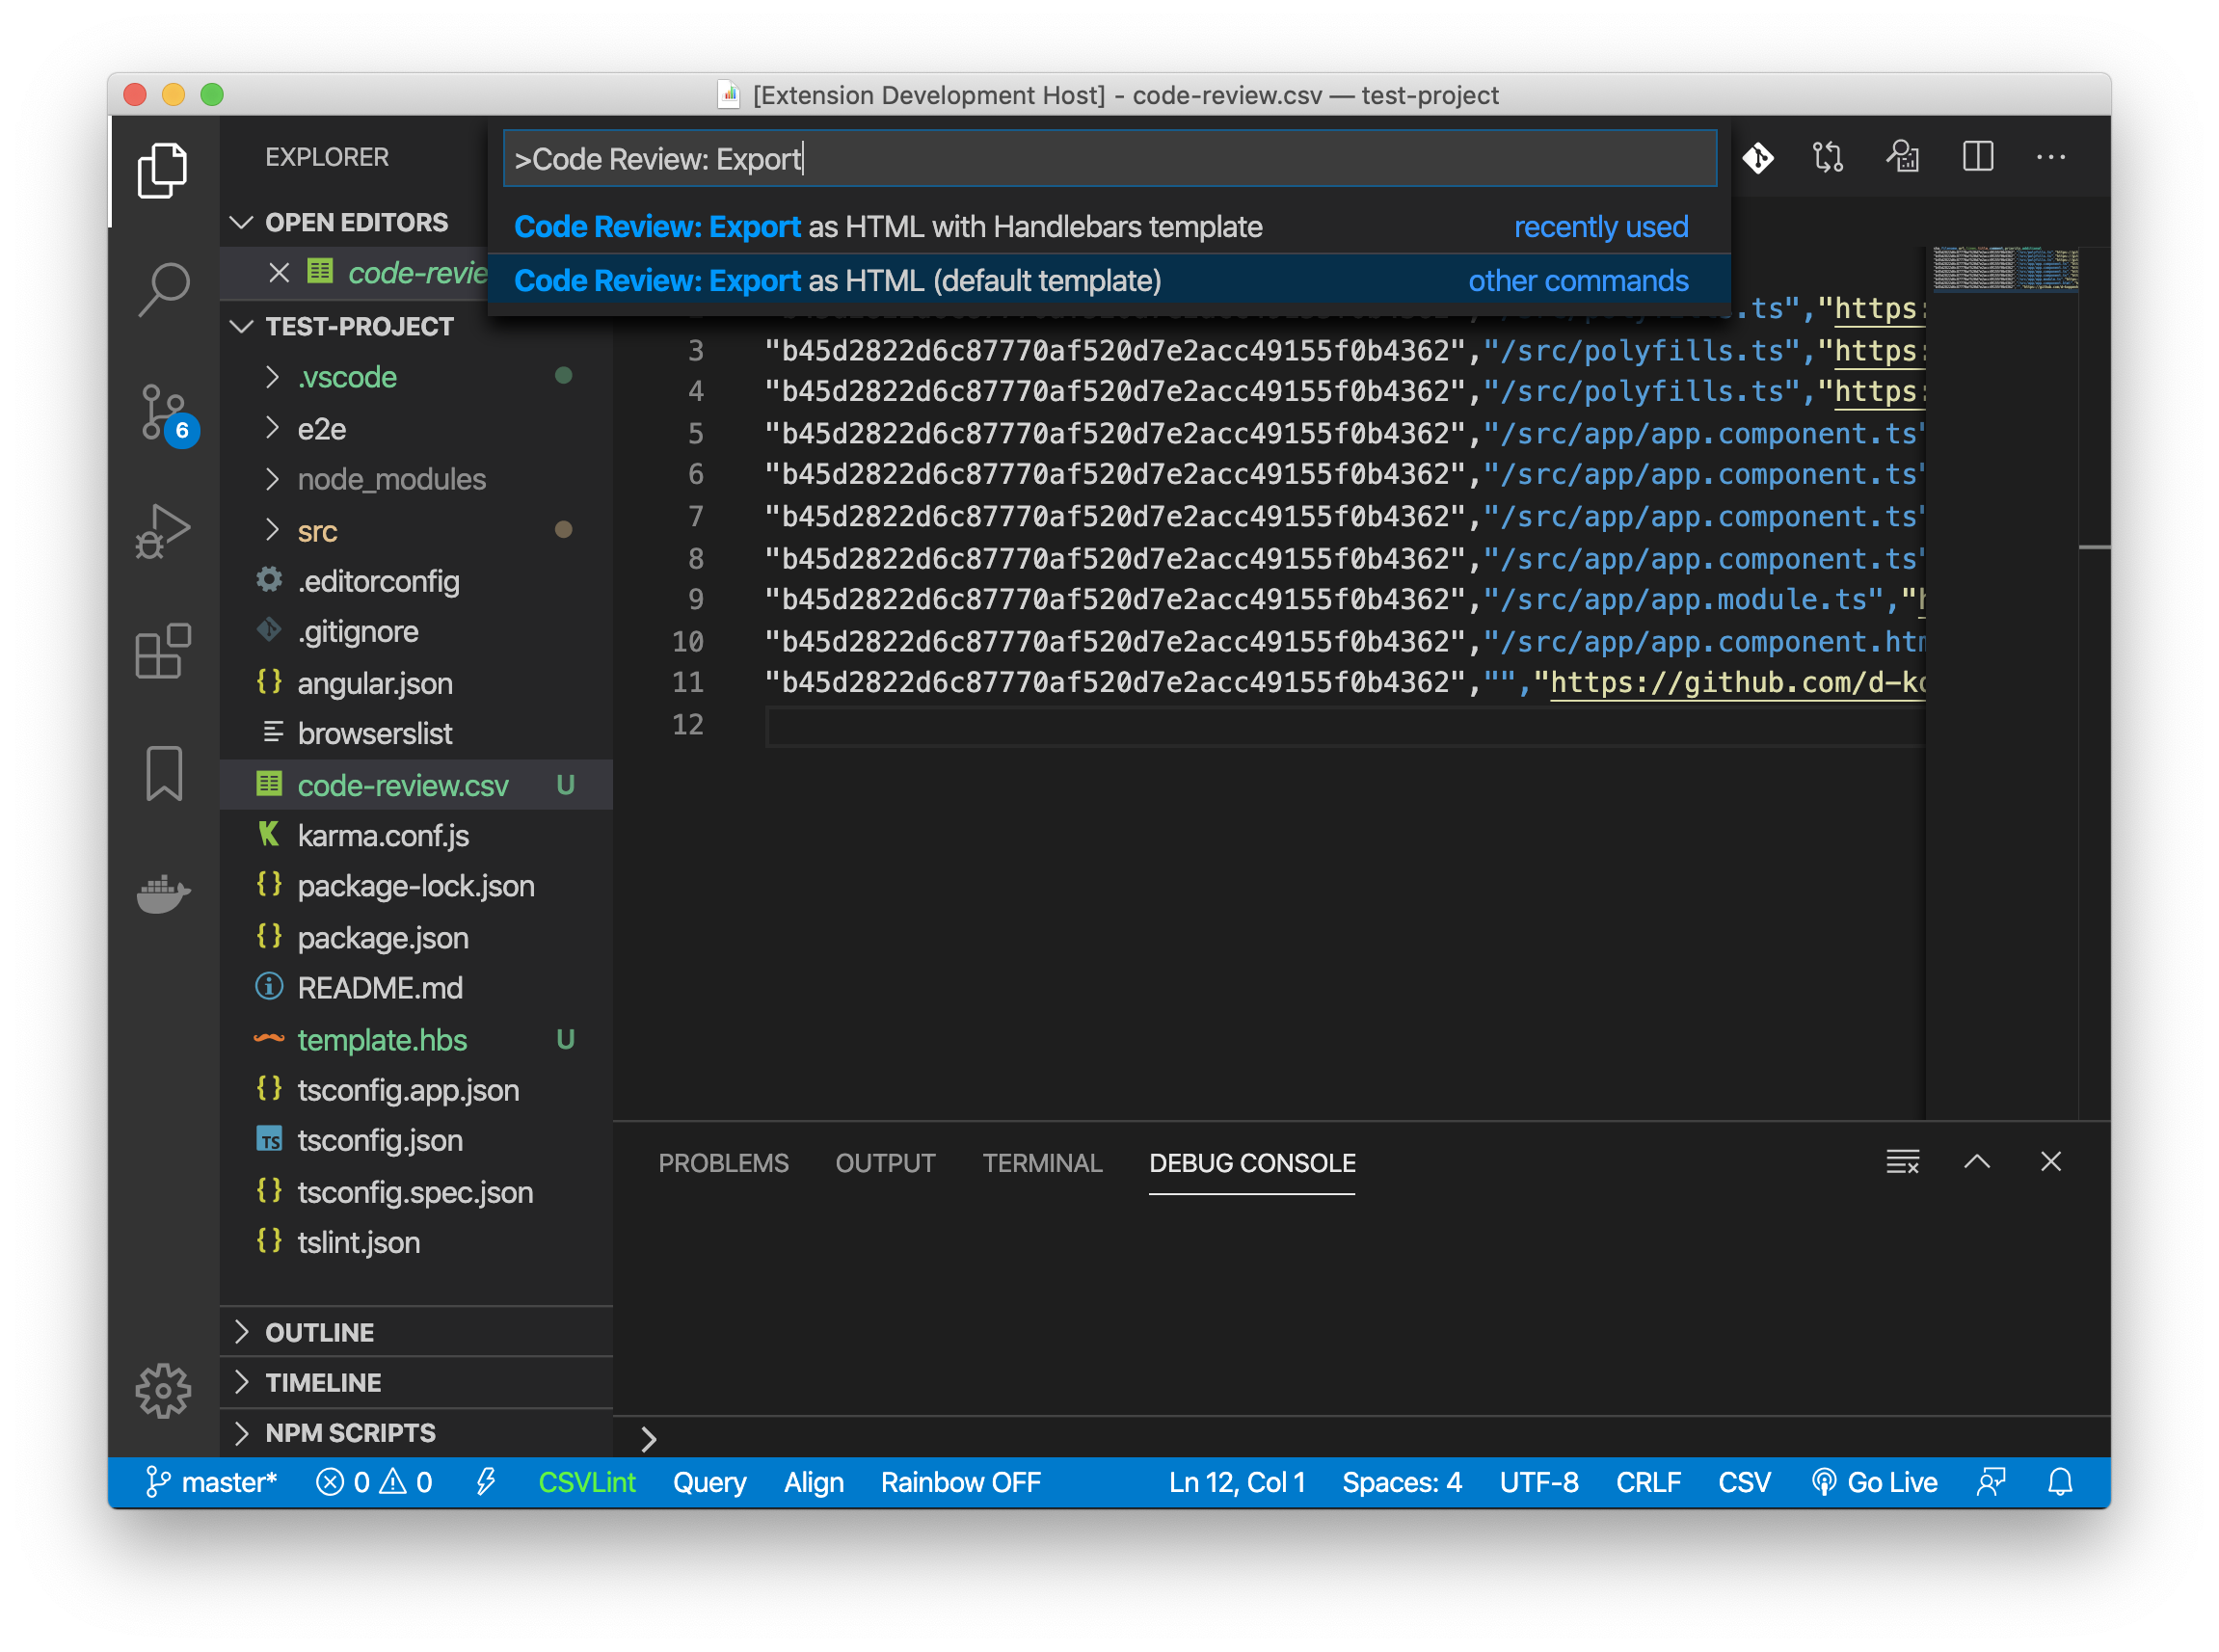 [Extension Development Host] - code-review.csv — test-project
EXPLORER
>Code Review: Export
Code Review: Export as HTML with Handlebars template recently used
Code Review: Export as HTML (default template) other commands
OPEN EDITORS
code-revie
TEST-PROJECT
.vscode
e2e
node_modules
src
.editorconfig
.gitignore
angular.json
browserslist
code-review.csv U
karma.conf.js
package-lock.json
package.json
README.md
template.hbs U
tsconfig.app.json
TS tsconfig.json
tsconfig.spec.json
tslint.json
OUTLINE
TIMELINE
NPM SCRIPTS
6
.ts","https:
3 "b45d2822d6c87770af520d7e2acc49155f0b4362","/src/polyfills.ts","https:
4 "b45d2822d6c87770af520d7e2acc49155f0b4362","/src/polyfills.ts","https:
5 "b45d2822d6c87770af520d7e2acc49155f0b4362","/src/app/app.component.ts"
6 "b45d2822d6c87770af520d7e2acc49155f0b4362","/src/app/app.component.ts"
7 "b45d2822d6c87770af520d7e2acc49155f0b4362","/src/app/app.component.ts"
8 "b45d2822d6c87770af520d7e2acc49155f0b4362","/src/app/app.component.ts"
9 "b45d2822d6c87770af520d7e2acc49155f0b4362","/src/app/app.module.ts","h
10 "b45d2822d6c87770af520d7e2acc49155f0b4362","/src/app/app.component.htm
11 "b45d2822d6c87770af520d7e2acc49155f0b4362","","https://github.com/d-ko
12
PROBLEMS OUTPUT TERMINAL DEBUG CONSOLE
master* 0 0 CSVLint Query Align Rainbow OFF Ln 12, Col 1 Spaces: 4 UTF-8 CRLF CSV Go Live